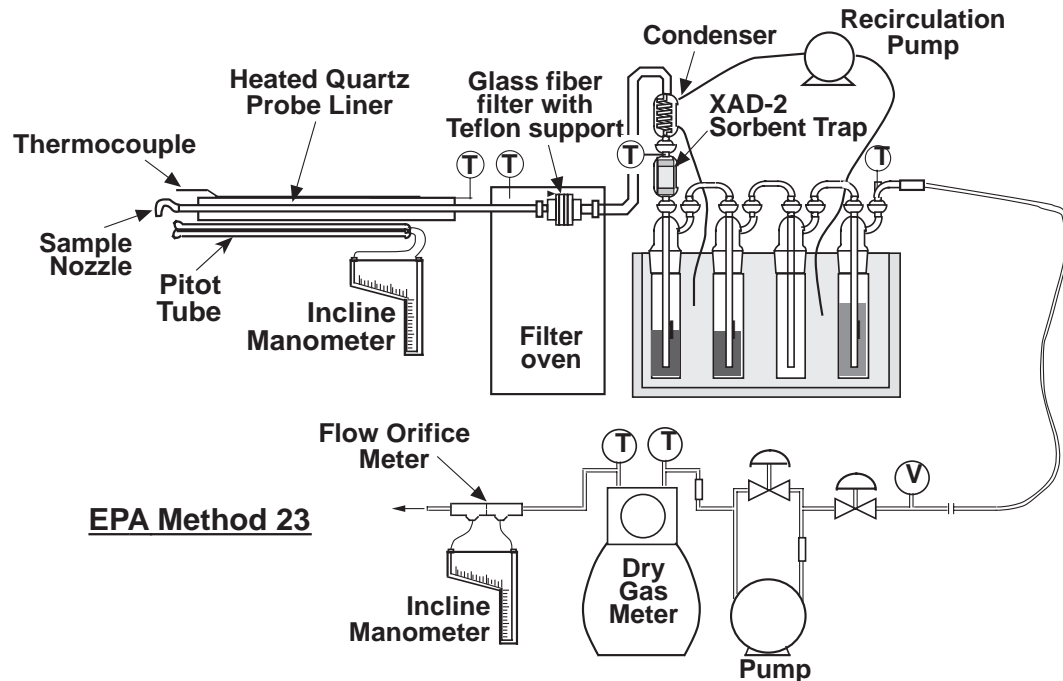 Recirculation
Pump
Condenser
Heated Quartz
Probe Liner
Glass fiber
filter with
Teflon support
XAD-2
Sorbent Trap
Thermocouple
T
T
T
T
Sample
Nozzle
Pitot
Tube
Incline
Manometer
Filter
oven
Flow Orifice
Meter
T
T
V
EPA Method 23
Dry
Gas
Meter
Incline
Manometer
Pump